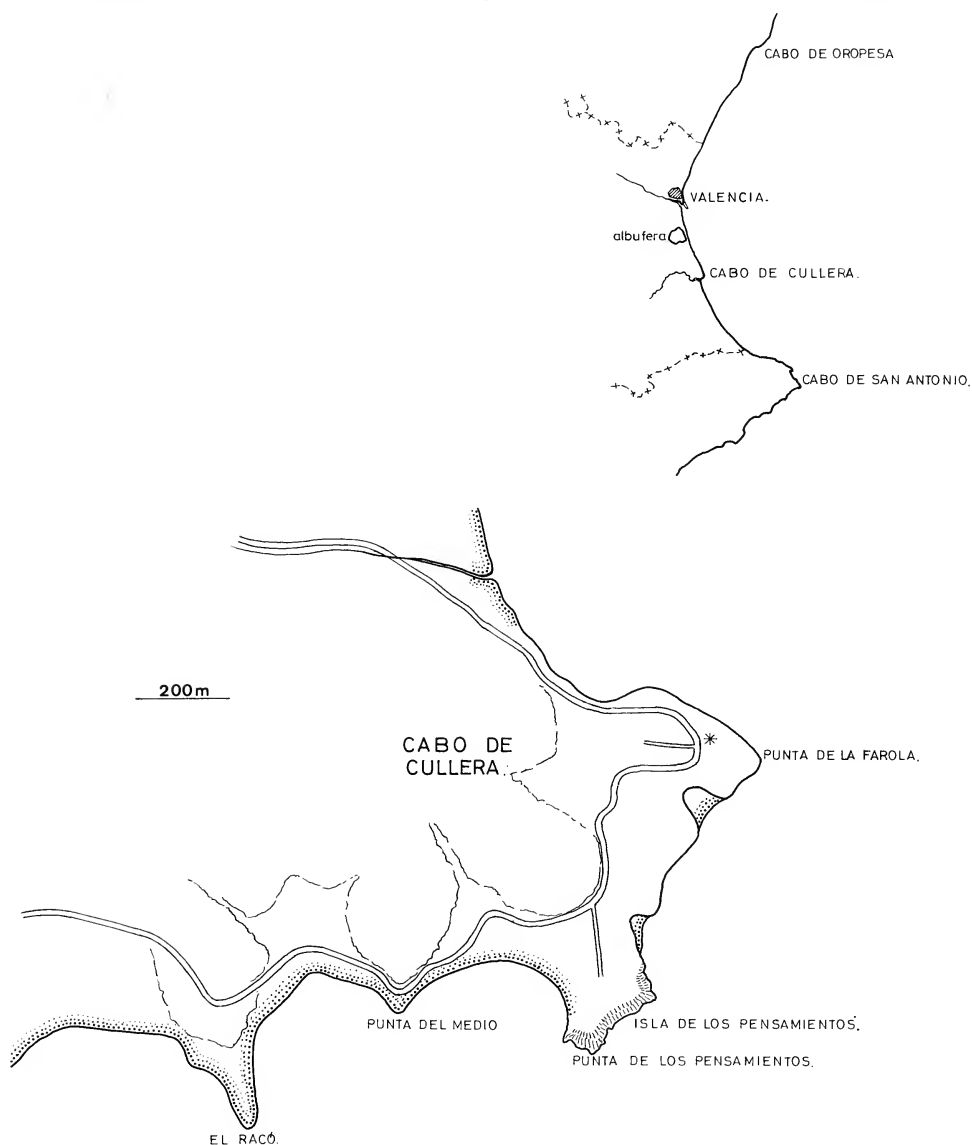 CABO DE OROPESA
VALENCIA.
albufera
CABO DE CULLERA.
CABO DE SAN ANTONIO.
200m
CABO DE
CULLERA.
PUNTA DE LA FAROLA.
PUNTA DEL MEDIO
ISLA DE LOS PENSAMIENTOS.
PUNTA DE LOS PENSAMIENTOS.
EL RACÓ.